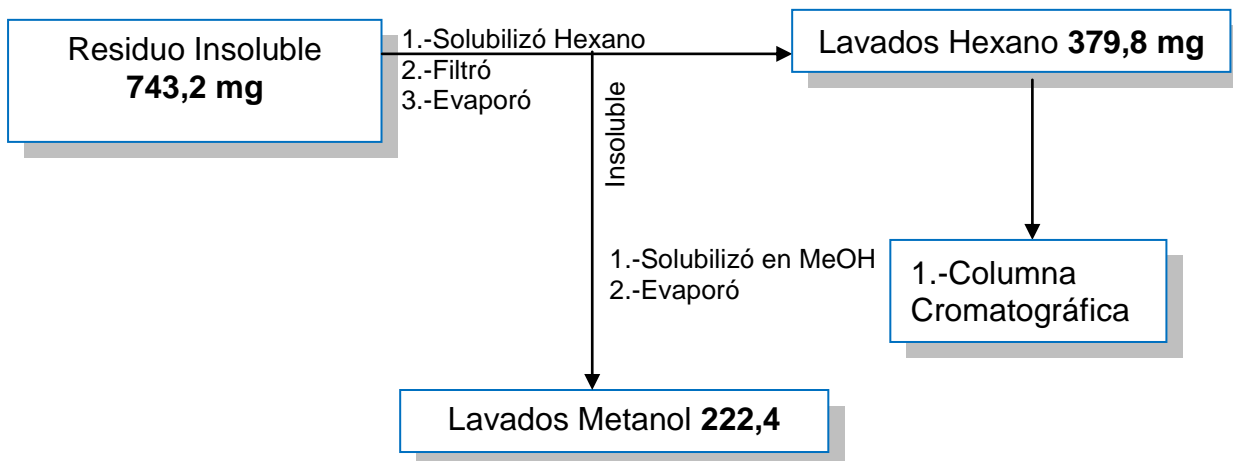 Residuo Insoluble
743,2 mg
1.-Solubilizó Hexano
2.-Filtró
3.-Evaporó
Lavados Hexano 379,8 mg
Insoluble
1.-Solubilizó en MeOH
2.-Evaporó
1.-Columna
Cromatográfica
Lavados Metanol 222,4